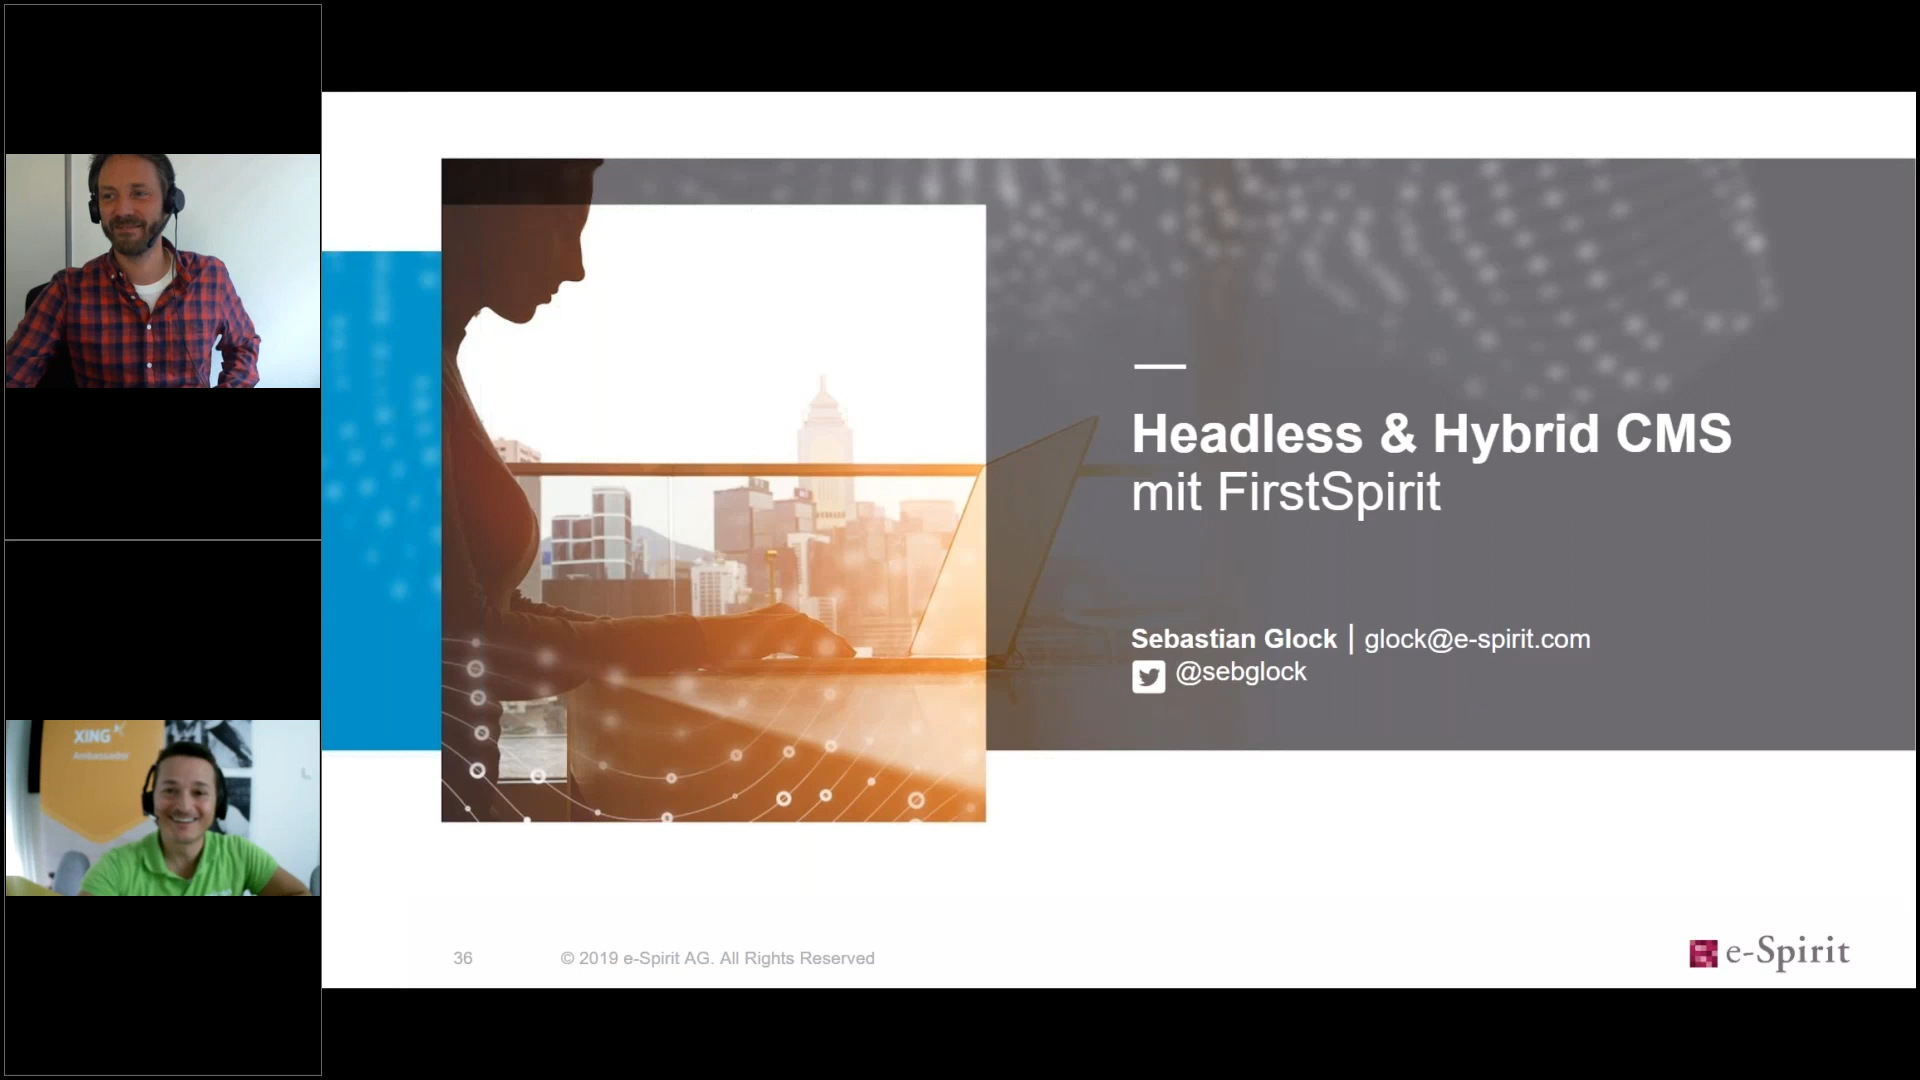 XING
Ambassador
Headless & Hybrid CMS
mit FirstSpirit
Sebastian Glock | glock@e-spirit.com
@sebglock
36 © 2019 e-Spirit AG. All Rights Reserved
e-Spirit